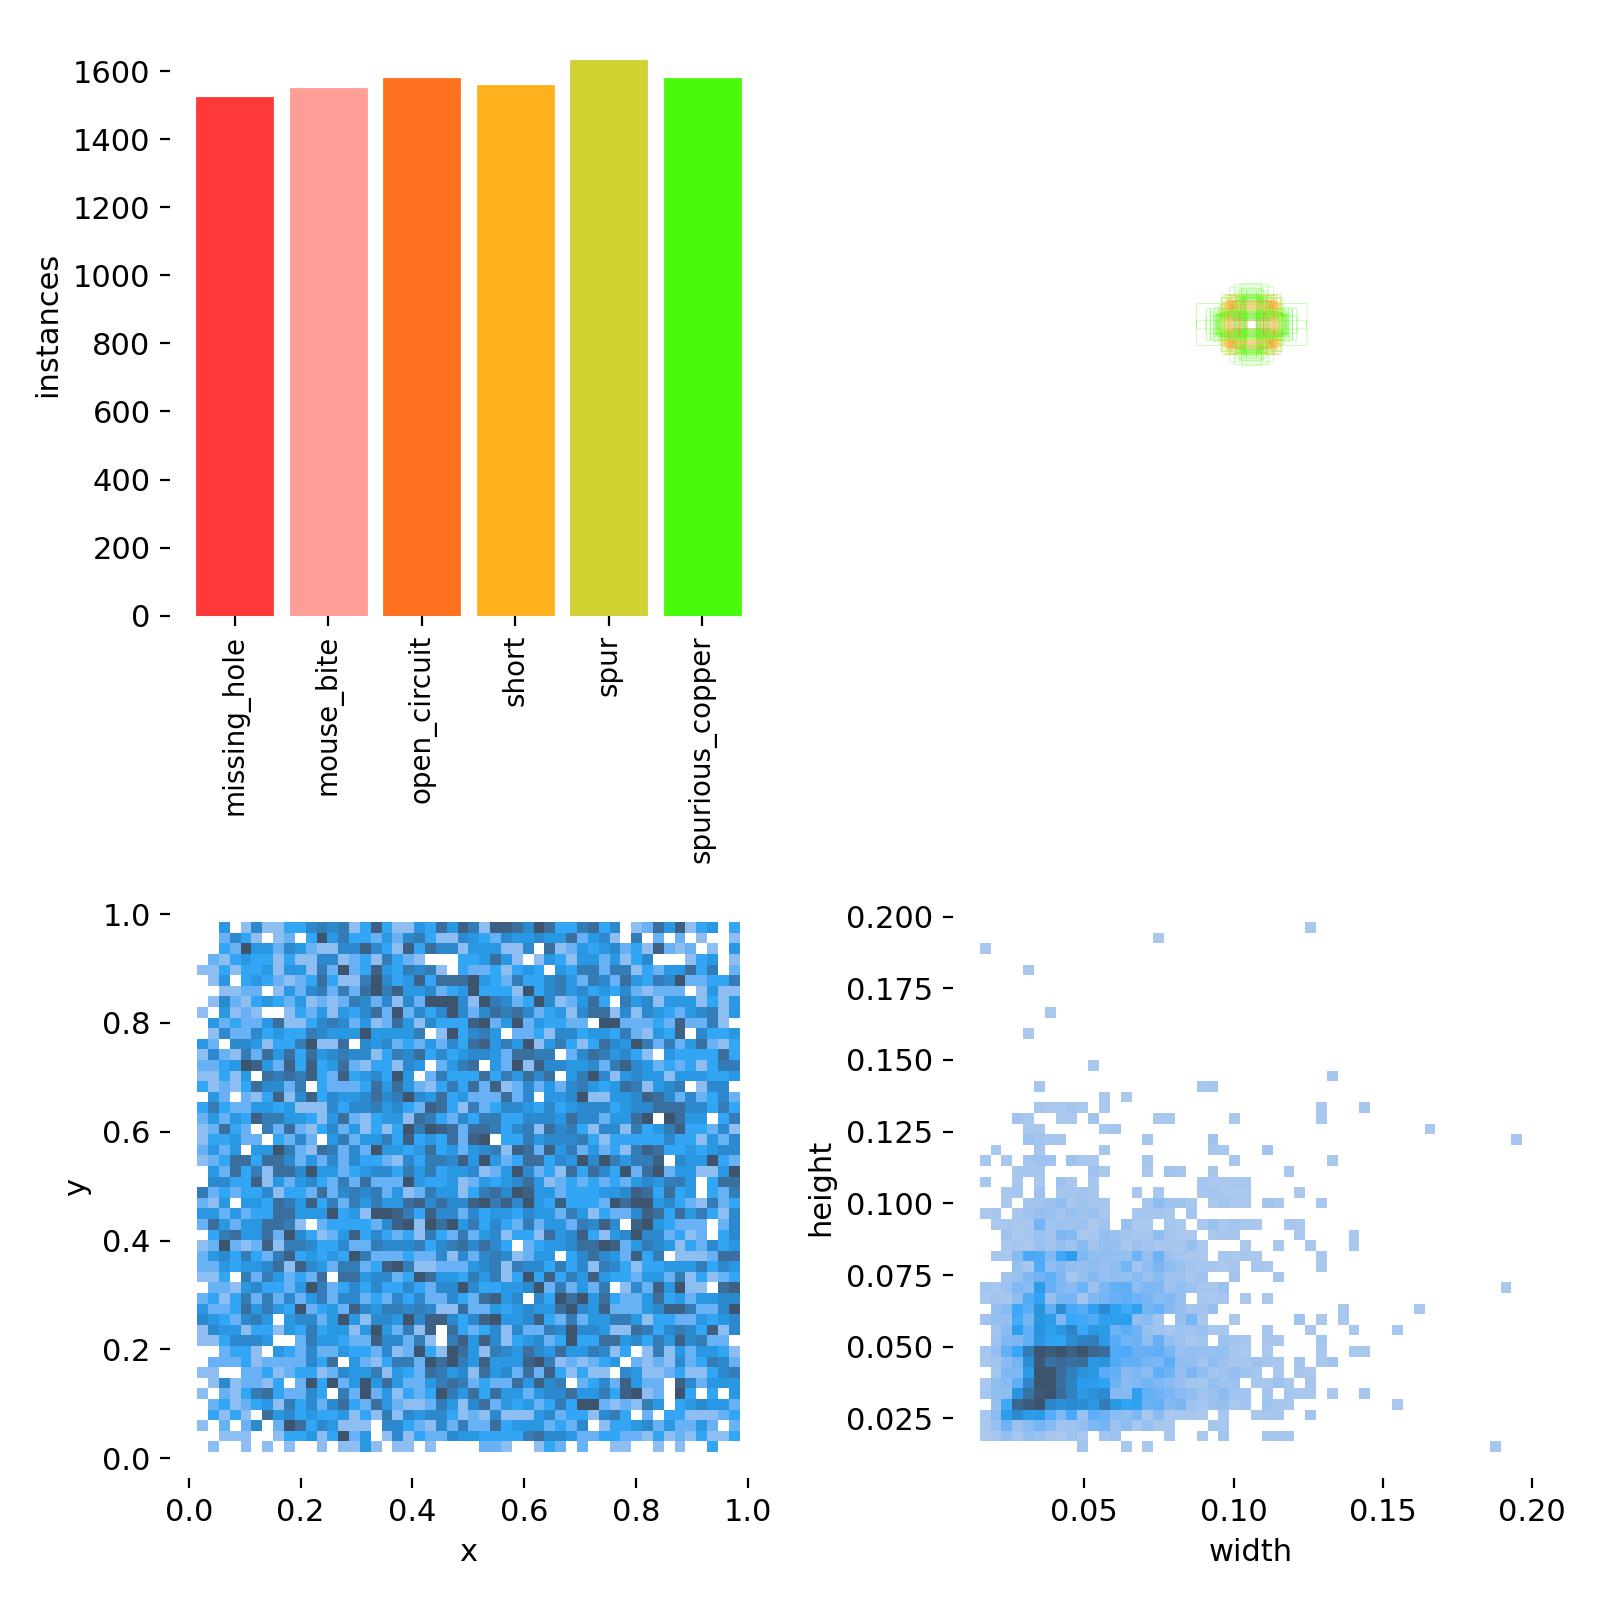 1600
1400
1200
1000
800
600
400
200
0
instances
missing_hole
mouse_bite
open_circuit
short
spur
spurious_copper
1.0
0.8
0.6
0.4
0.2
0.0
y
0.0 0.2 0.4 0.6 0.8 1.0
x
0.200
0.175
0.150
0.125
0.100
0.075
0.050
0.025
height
0.05 0.10 0.15 0.20
width